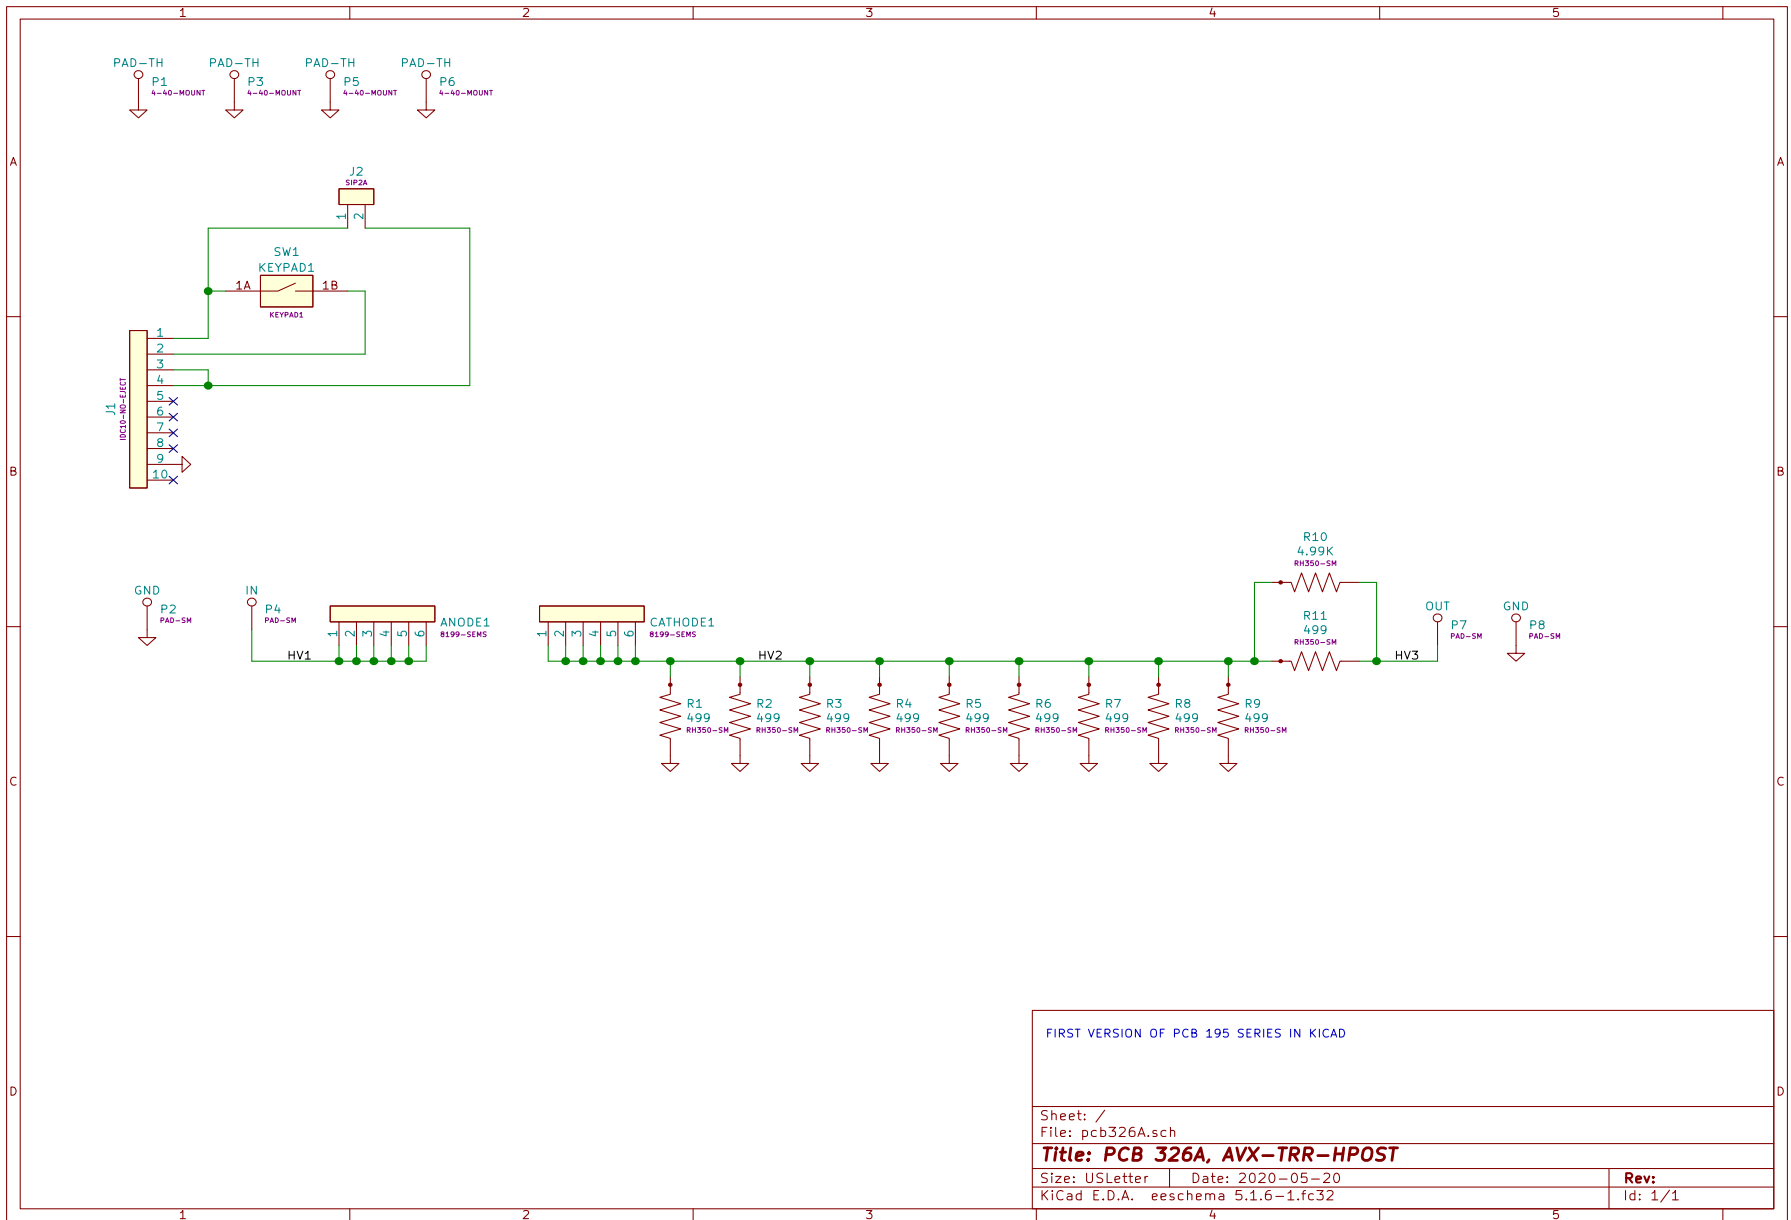 1 2 3 4 5
PAD-TH PAD-TH PAD-TH PAD-TH
P1 P3 P5 P6
4-40-MOUNT 4-40-MOUNT 4-40-MOUNT 4-40-MOUNT
A A
J2
SIP2A
1 2
SW1
KEYPAD1
1A 1B
KEYPAD1
1
2
3
4
5
6
7
8
9
10
J1
IDC10-NO-EJECT
B B
R10
4.99K
RH350-SM
GND IN OUT GND
P2 P4 P7 P8
PAD-SM PAD-SM PAD-SM PAD-SM
R11
499
RH350-SM
ANODE1 CATHODE1
8199-SEMS 8199-SEMS
1 2 3 4 5 6 1 2 3 4 5 6
HV1 HV2 HV3
R1 R2 R3 R4 R5 R6 R7 R8 R9
499 499 499 499 499 499 499 499 499
RH350-SM RH350-SM RH350-SM RH350-SM RH350-SM RH350-SM RH350-SM RH350-SM RH350-SM
C C
FIRST VERSION OF PCB 195 SERIES IN KICAD
D D
Sheet: /
File: pcb326A.sch
Title: PCB 326A, AVX-TRR-HPOST
Size: USLetter Date: 2020-05-20 Rev:
KiCad E.D.A. eeschema 5.1.6-1.fc32 Id: 1/1
1 2 3 4 5